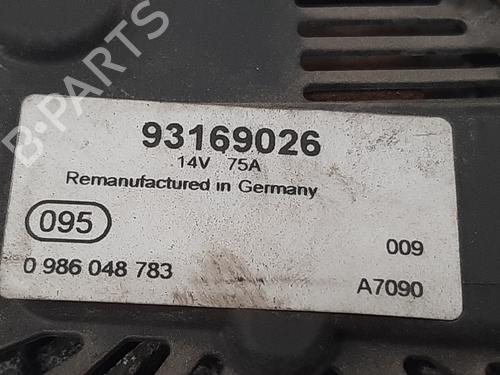 B-PARTS
93169026
14V 75A
Remanufactured in Germany
095
009
0 986 048 783
A7090